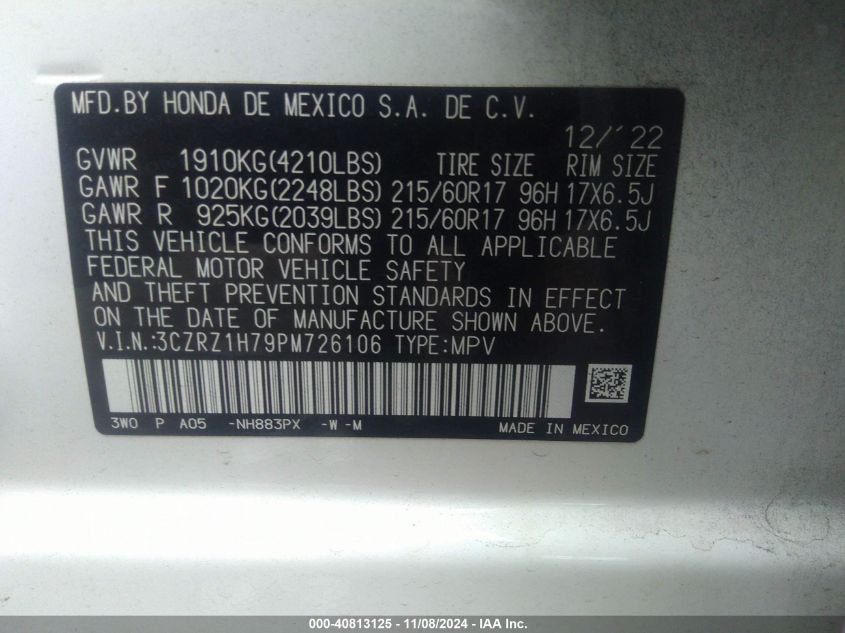 MFD.BY HONDA DE MEXICO S.A. DE C.V.
12/'22
GVWR 1910KG(4210LBS) TIRE SIZE RIM SIZE
GAWR F 1020KG(2248LBS) 215/60R17 96H 17X6.5J
GAWR R 925KG(2039LBS) 215/60R17 96H 17X6.5J
THIS VEHICLE CONFORMS TO ALL APPLICABLE
FEDERAL MOTOR VEHICLE SAFETY
AND THEFT PREVENTION STANDARDS IN EFFECT
ON THE DATE OF MANUFACTURE SHOWN ABOVE.
V.I.N.:3CZRZ1H79PM726106 TYPE:MPV
3W0 P A05 -NH883PX -W -M MADE IN MEXICO
000-40813125 - 11/08/2024 - IAA Inc.